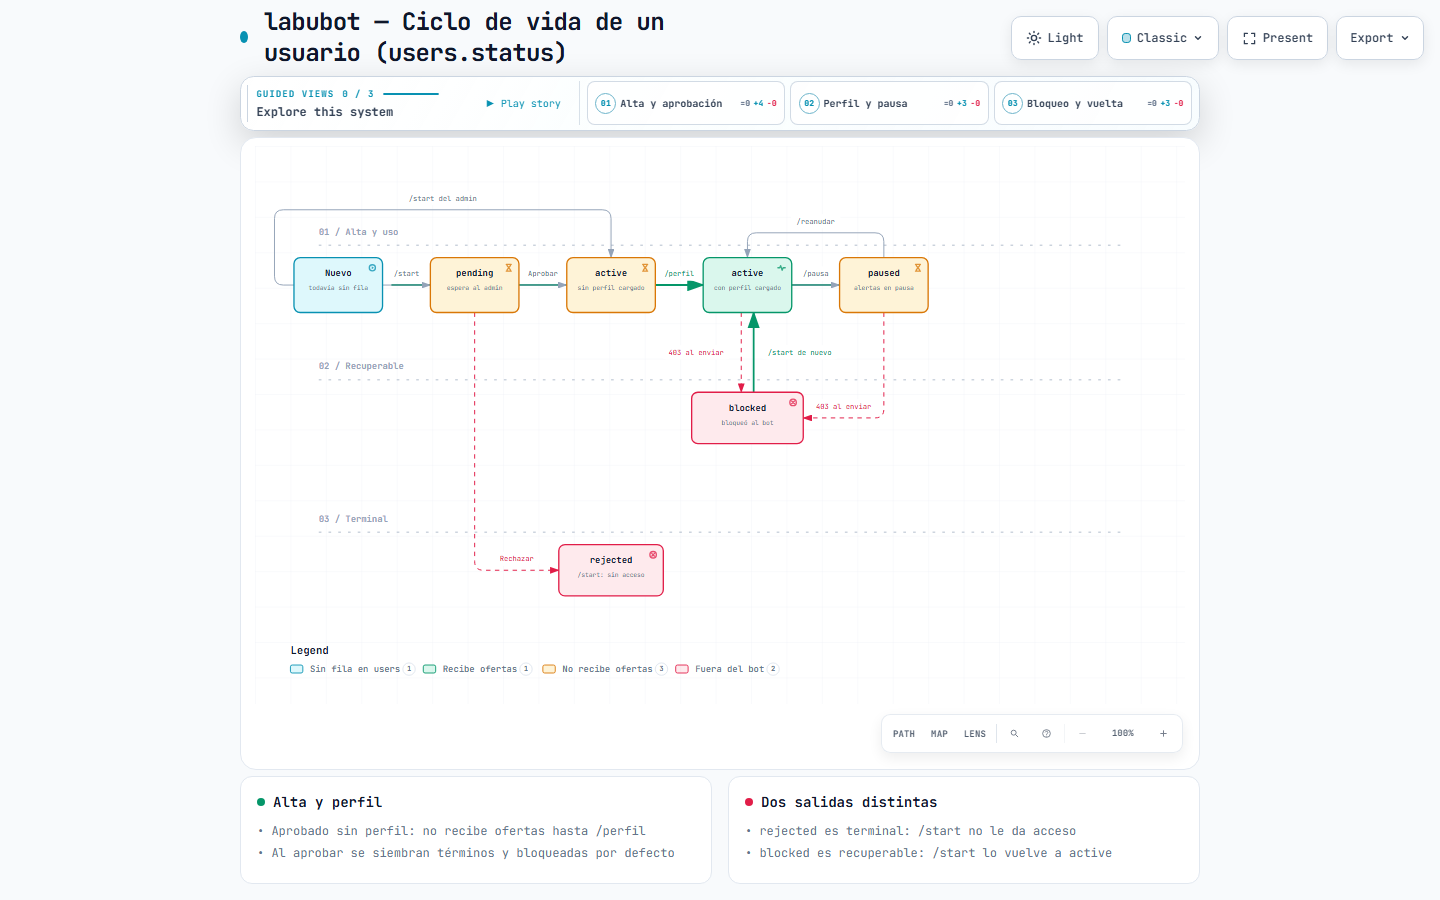 labubot — Ciclo de vida de un
usuario (users.status)
Light
Classic
Present
Export
GUIDED VIEWS 0 / 3
Explore this system
Play story
01 Alta y aprobación =0 +4 -0
02 Perfil y pausa =0 +3 -0
03 Bloqueo y vuelta =0 +3 -0
/start del admin
/reanudar
01 / Alta y uso
Nuevo
todavía sin fila
/start
pending
espera al admin
Aprobar
active
sin perfil cargado
/perfil
active
con perfil cargado
/pausa
paused
alertas en pausa
403 al enviar
/start de nuevo
02 / Recuperable
blocked
bloqueó al bot
403 al enviar
03 / Terminal
Rechazar
rejected
/start: sin acceso
Legend
Sin fila en users 1
Recibe ofertas 1
No recibe ofertas 3
Fuera del bot 2
PATH MAP LENS
100%
Alta y perfil
• Aprobado sin perfil: no recibe ofertas hasta /perfil
• Al aprobar se siembran términos y bloqueadas por defecto
Dos salidas distintas
• rejected es terminal: /start no le da acceso
• blocked es recuperable: /start lo vuelve a active